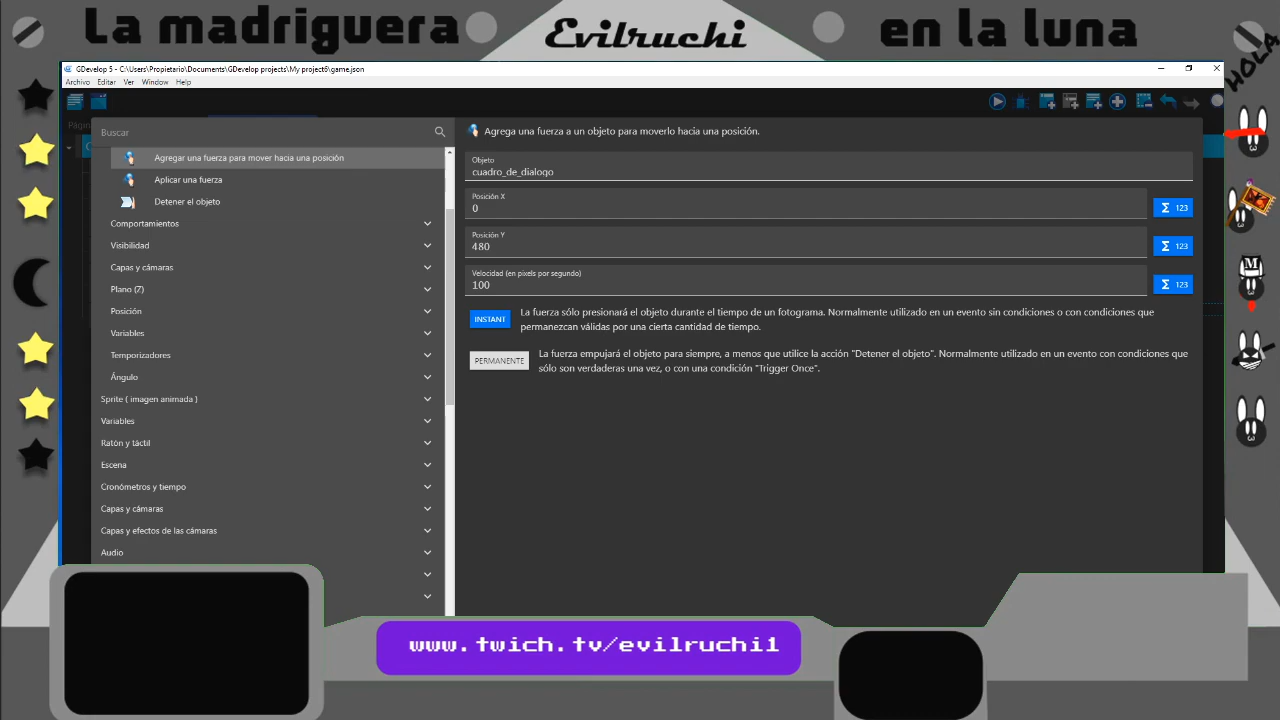 La madriguera Evilruchi en la luna
HOLA
GDevelop 5 - C:\Users\Propietario\Documents\GDevelop projects\My project6\game.json
Archivo Editar Ver Window Help
Buscar
Agregar una fuerza para mover hacia una posición
Aplicar una fuerza
Detener el objeto
Comportamientos
Visibilidad
Capas y cámaras
Plano (Z)
Posición
Variables
Temporizadores
Ángulo
Sprite ( imagen animada )
Variables
Ratón y táctil
Escena
Cronómetros y tiempo
Capas y cámaras
Capas y efectos de las cámaras
Audio
Agrega una fuerza a un objeto para moverlo hacia una posición.
Objeto
cuadro_de_dialogo
Posición X
0
Σ 123
Posición Y
480
Σ 123
Velocidad (en pixels por segundo)
100
Σ 123
INSTANT
La fuerza sólo presionará el objeto durante el tiempo de un fotograma. Normalmente utilizado en un evento sin condiciones o con condiciones que
permanezcan válidas por una cierta cantidad de tiempo.
PERMANENTE
La fuerza empujará el objeto para siempre, a menos que utilice la acción "Detener el objeto". Normalmente utilizado en un evento con condiciones que
sólo son verdaderas una vez, o con una condición "Trigger Once".
M
www.twich.tv/evilruchi1